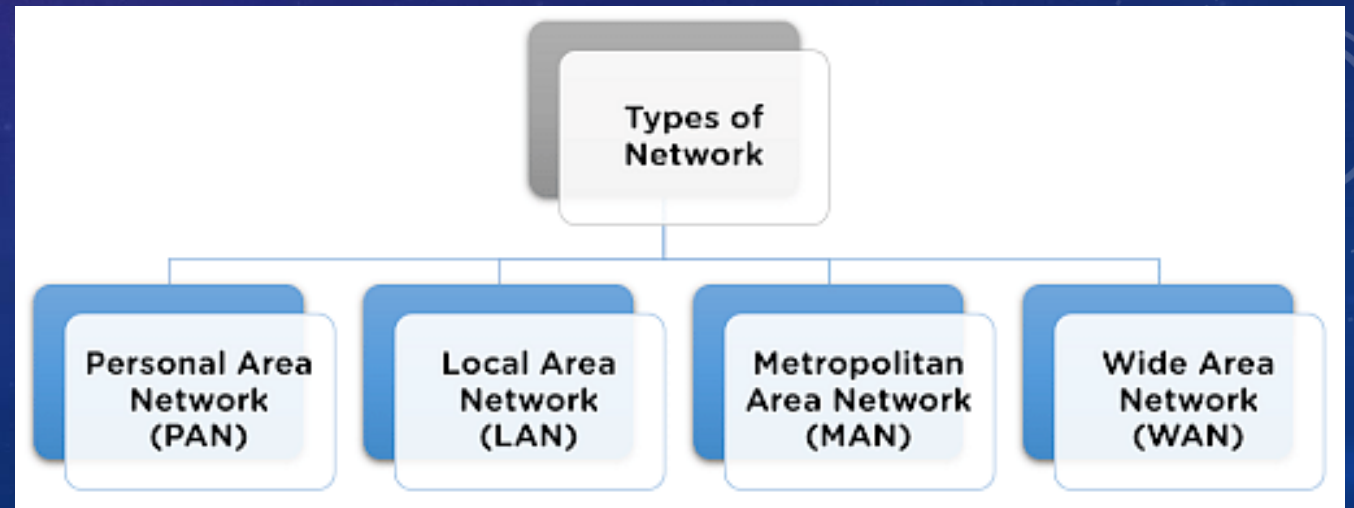 Types of
Network
Personal Area
Network
(PAN)
Local Area
Network
(LAN)
Metropolitan
Area Network
(MAN)
Wide Area
Network
(WAN)